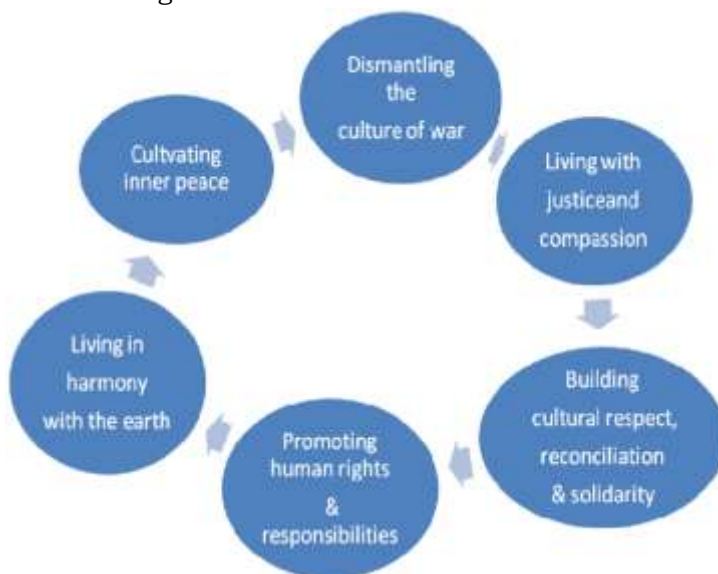 Dismantling
the
culture of war
Living with
justiceand
compassion
Building
cultural respect,
reconciliation
& solidarity
Promoting
human rights
&
responsibilities
Living in
harmony
with the earth
Cultvating
inner peace